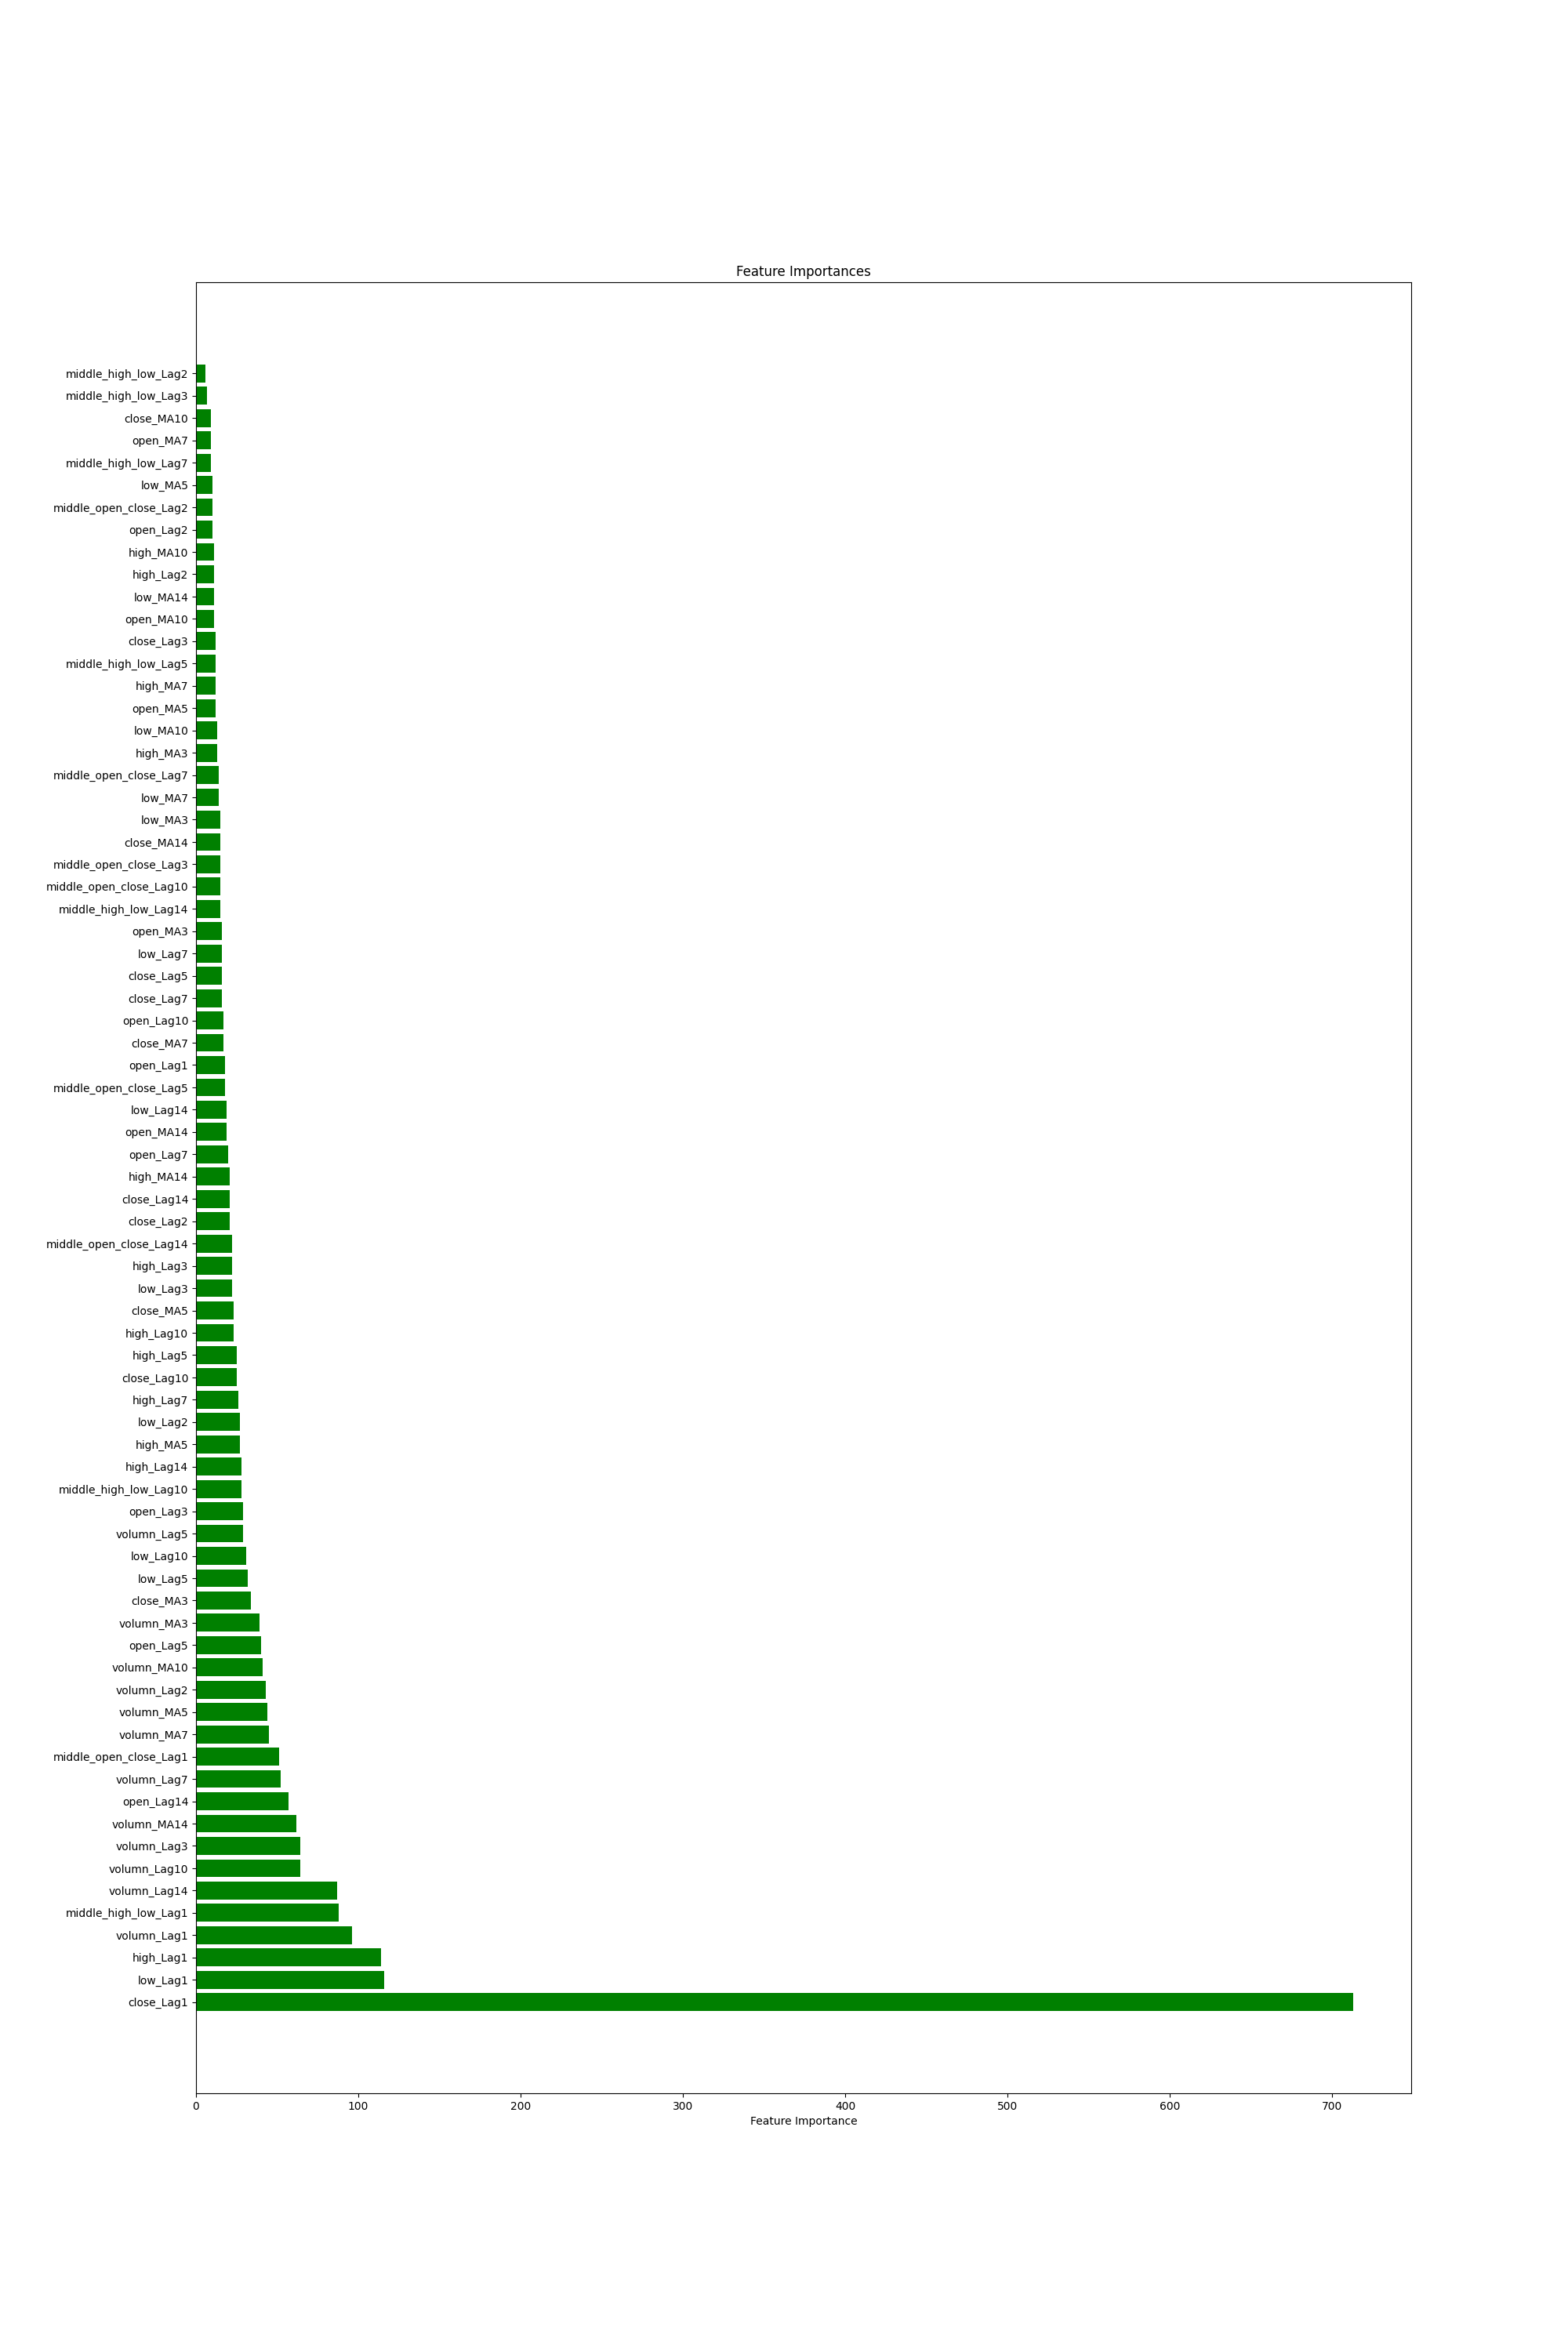 Feature Importances
middle_high_low_Lag2
middle_high_low_Lag3
close_MA10
open_MA7
middle_high_low_Lag7
low_MA5
middle_open_close_Lag2
open_Lag2
high_MA10
high_Lag2
low_MA14
open_MA10
close_Lag3
middle_high_low_Lag5
high_MA7
open_MA5
low_MA10
high_MA3
middle_open_close_Lag7
low_MA7
low_MA3
close_MA14
middle_open_close_Lag3
middle_open_close_Lag10
middle_high_low_Lag14
open_MA3
low_Lag7
close_Lag5
close_Lag7
open_Lag10
close_MA7
open_Lag1
middle_open_close_Lag5
low_Lag14
open_MA14
open_Lag7
high_MA14
close_Lag14
close_Lag2
middle_open_close_Lag14
high_Lag3
low_Lag3
close_MA5
high_Lag10
high_Lag5
close_Lag10
high_Lag7
low_Lag2
high_MA5
high_Lag14
middle_high_low_Lag10
open_Lag3
volumn_Lag5
low_Lag10
low_Lag5
close_MA3
volumn_MA3
open_Lag5
volumn_MA10
volumn_Lag2
volumn_MA5
volumn_MA7
middle_open_close_Lag1
volumn_Lag7
open_Lag14
volumn_MA14
volumn_Lag3
volumn_Lag10
volumn_Lag14
middle_high_low_Lag1
volumn_Lag1
high_Lag1
low_Lag1
close_Lag1
0 100 200 300 400 500 600 700
Feature Importance